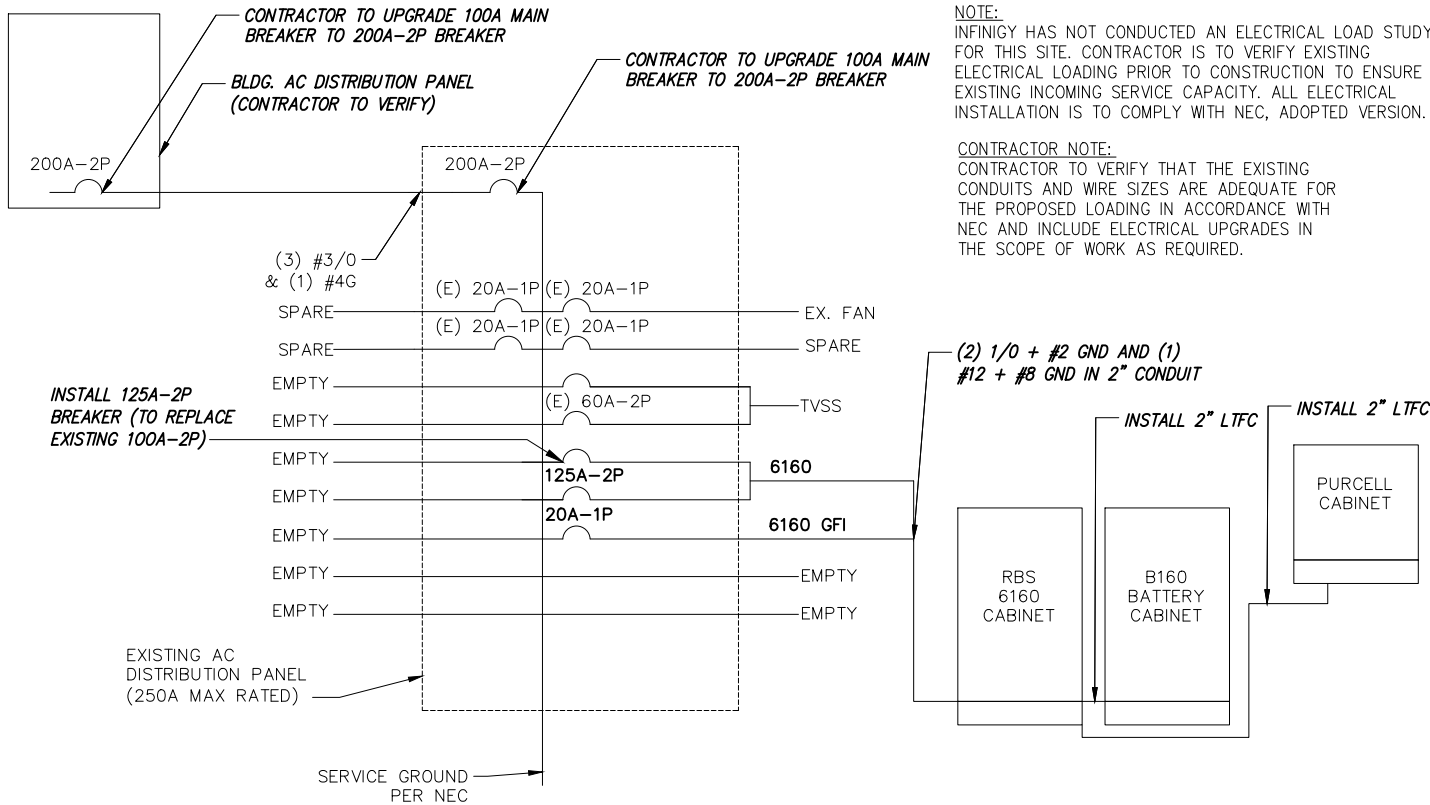 CONTRACTOR TO UPGRADE 100A MAIN
BREAKER TO 200A-2P BREAKER
BLDG. AC DISTRIBUTION PANEL
(CONTRACTOR TO VERIFY)
CONTRACTOR TO UPGRADE 100A MAIN
BREAKER TO 200A-2P BREAKER
NOTE:
INFINIGY HAS NOT CONDUCTED AN ELECTRICAL LOAD STUDY
FOR THIS SITE. CONTRACTOR IS TO VERIFY EXISTING
ELECTRICAL LOADING PRIOR TO CONSTRUCTION TO ENSURE
EXISTING INCOMING SERVICE CAPACITY. ALL ELECTRICAL
INSTALLATION IS TO COMPLY WITH NEC, ADOPTED VERSION.
CONTRACTOR NOTE:
CONTRACTOR TO VERIFY THAT THE EXISTING
CONDUITS AND WIRE SIZES ARE ADEQUATE FOR
THE PROPOSED LOADING IN ACCORDANCE WITH
NEC AND INCLUDE ELECTRICAL UPGRADES IN
THE SCOPE OF WORK AS REQUIRED.
200A-2P
200A-2P
(3) #3/0
& (1) #4G
(E) 20A-1P (E) 20A-1P
SPARE
EX. FAN
(E) 20A-1P (E) 20A-1P
SPARE
SPARE
EMPTY
(E) 60A-2P
TVSS
EMPTY
INSTALL 125A-2P
BREAKER (TO REPLACE
EXISTING 100A-2P)
EMPTY
125A-2P
6160
EMPTY
20A-1P
EMPTY
6160 GFI
EMPTY
EMPTY
EMPTY
EMPTY
(2) 1/0 + #2 GND AND (1)
#12 + #8 GND IN 2" CONDUIT
INSTALL 2" LTFC
INSTALL 2" LTFC
PURCELL
CABINET
RBS
6160
CABINET
B160
BATTERY
CABINET
EXISTING AC
DISTRIBUTION PANEL
(250A MAX RATED)
SERVICE GROUND
PER NEC